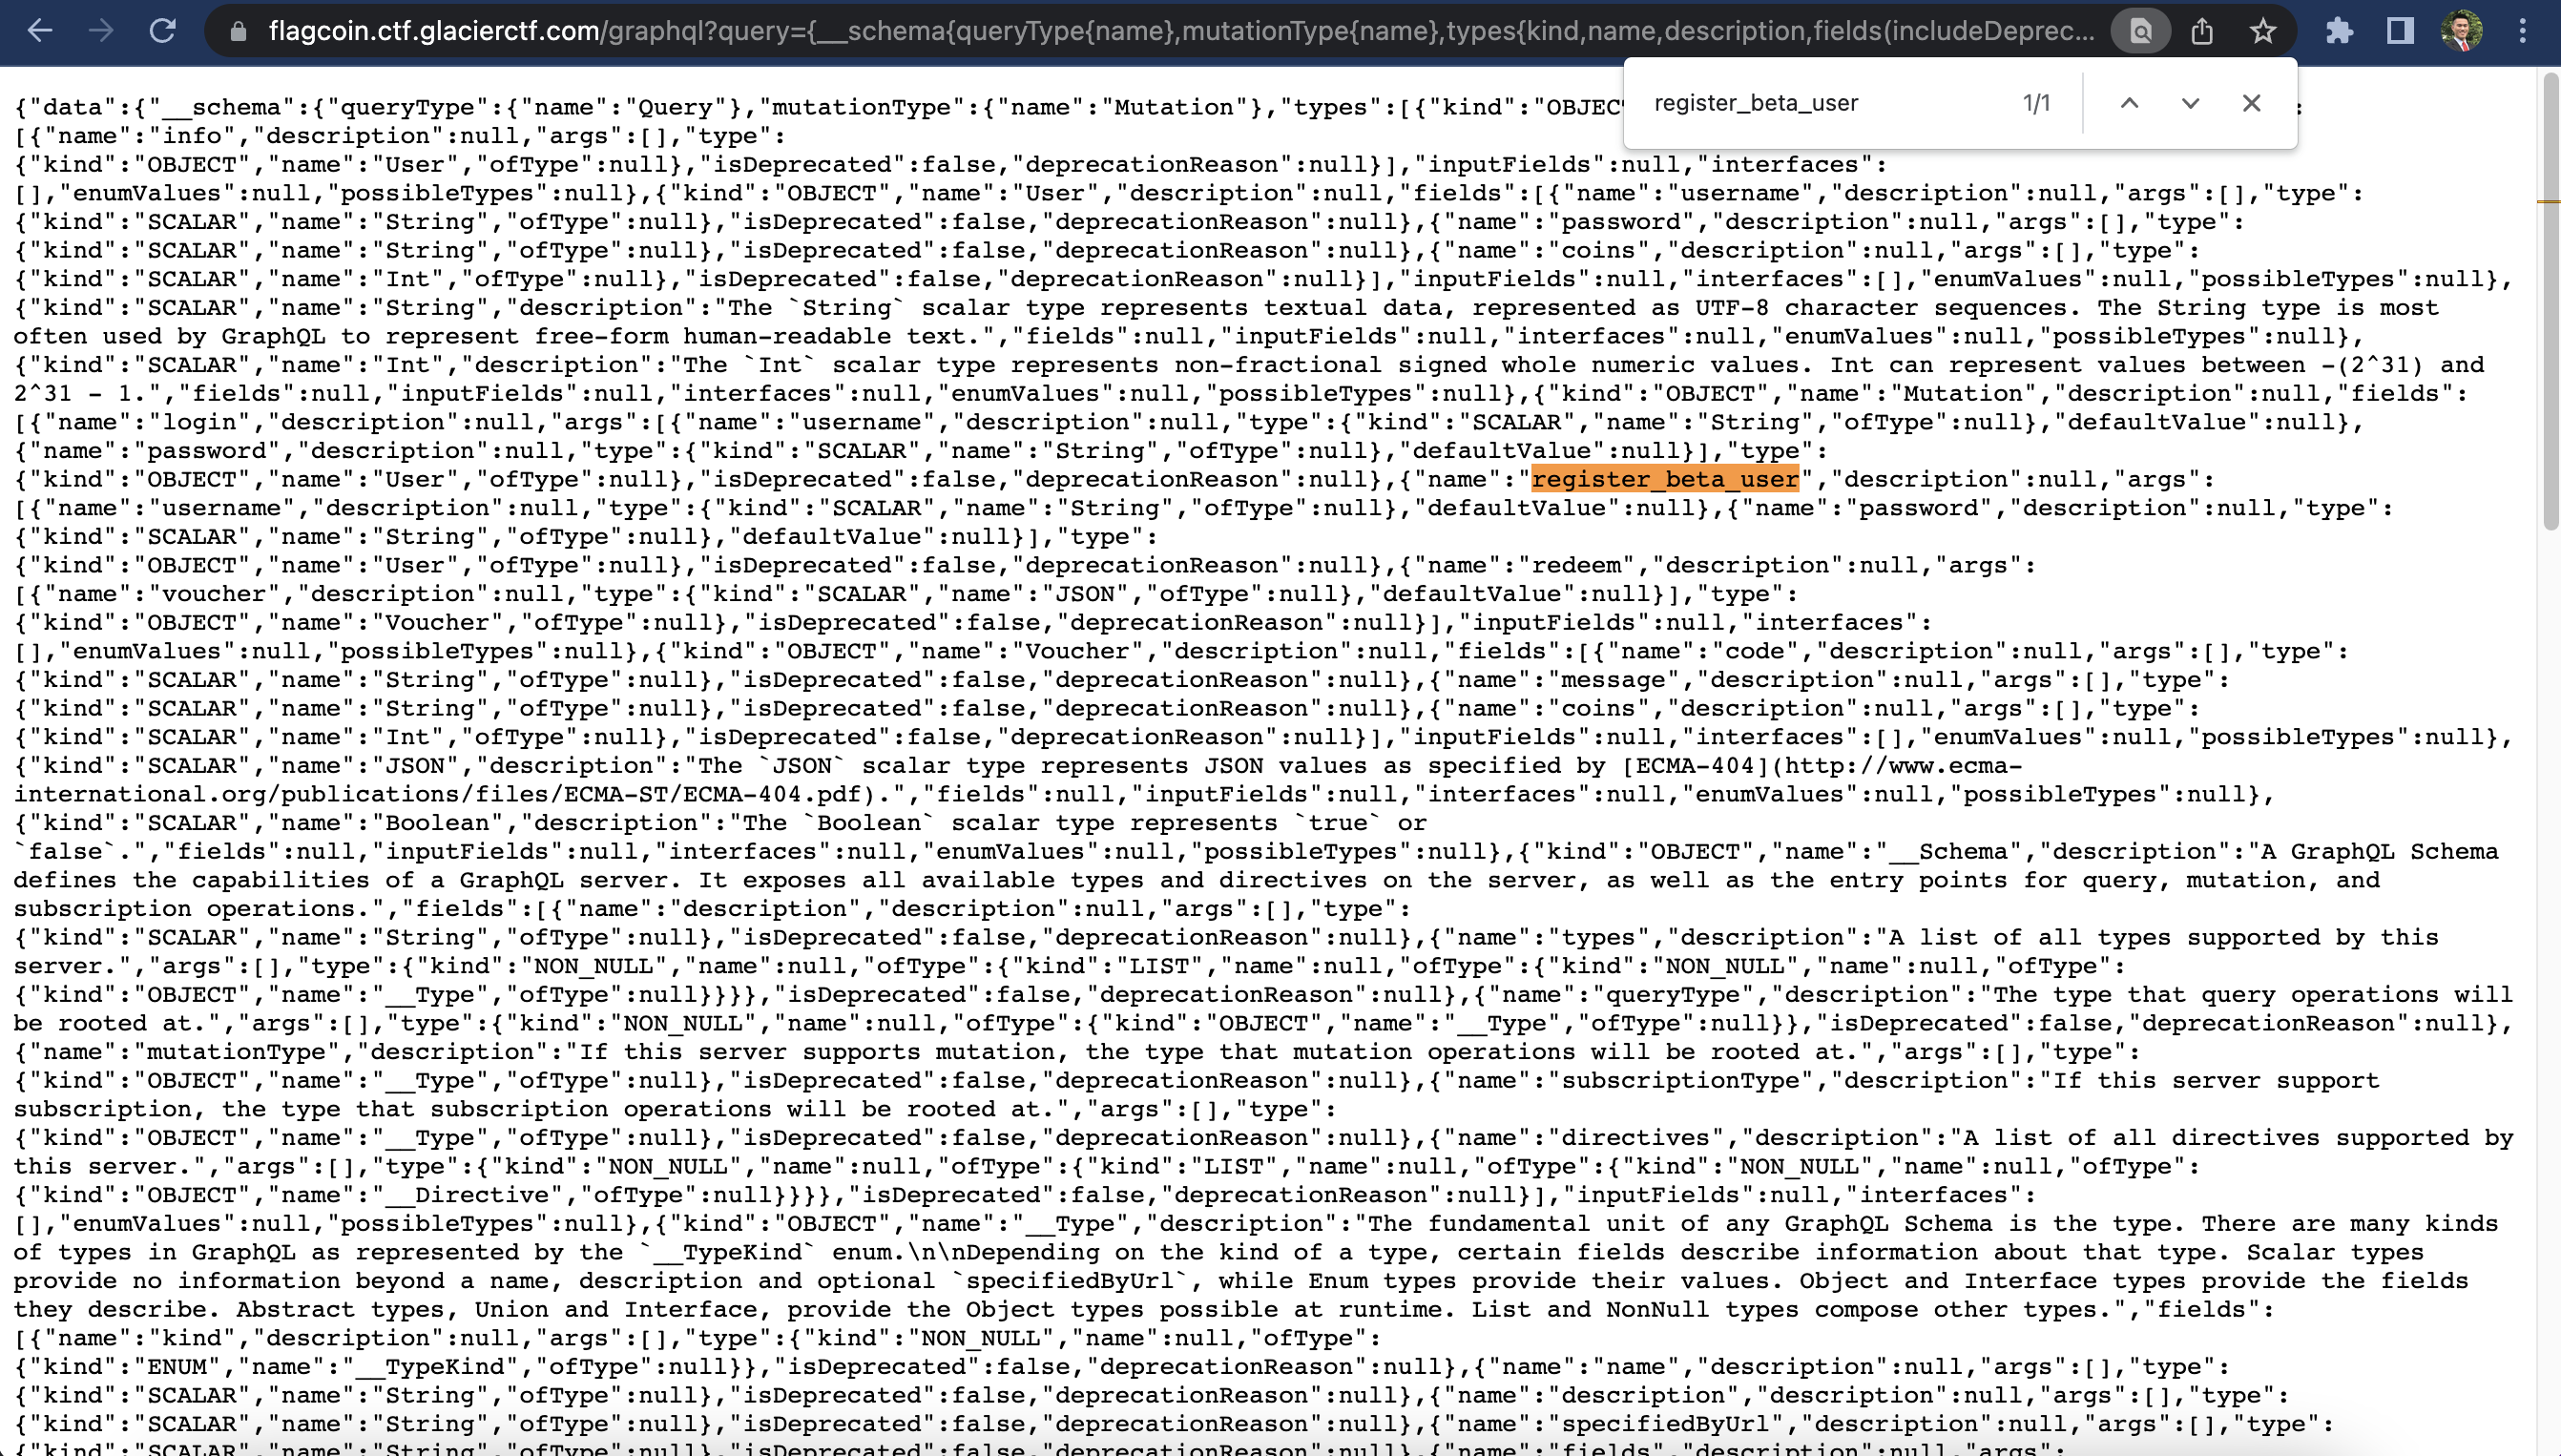 flagcoin.ctf.glacierctf.com/graphql?query={__schema{queryType{name},mutationType{name},types{kind,name,description,fields(includeDeprec...
register_beta_user 1/1
{"data":{"__schema":{"queryType":{"name":"Query"},"mutationType":{"name":"Mutation"},"types":[{"kind":"OBJEC :
[{"name":"info","description":null,"args":[],"type":
{"kind":"OBJECT","name":"User","ofType":null},"isDeprecated":false,"deprecationReason":null}],"inputFields":null,"interfaces":
[],"enumValues":null,"possibleTypes":null},{"kind":"OBJECT","name":"User","description":null,"fields":[{"name":"username","description":null,"args":[],"type":
{"kind":"SCALAR","name":"String","ofType":null},"isDeprecated":false,"deprecationReason":null},{"name":"password","description":null,"args":[],"type":
{"kind":"SCALAR","name":"String","ofType":null},"isDeprecated":false,"deprecationReason":null},{"name":"coins","description":null,"args":[],"type":
{"kind":"SCALAR","name":"Int","ofType":null},"isDeprecated":false,"deprecationReason":null}],"inputFields":null,"interfaces":[],"enumValues":null,"possibleTypes":null},
{"kind":"SCALAR","name":"String","description":"The `String` scalar type represents textual data, represented as UTF-8 character sequences. The String type is most
often used by GraphQL to represent free-form human-readable text.","fields":null,"inputFields":null,"interfaces":null,"enumValues":null,"possibleTypes":null},
{"kind":"SCALAR","name":"Int","description":"The `Int` scalar type represents non-fractional signed whole numeric values. Int can represent values between -(2^31) and
2^31 - 1.","fields":null,"inputFields":null,"interfaces":null,"enumValues":null,"possibleTypes":null},{"kind":"OBJECT","name":"Mutation","description":null,"fields":
[{"name":"login","description":null,"args":[{"name":"username","description":null,"type":{"kind":"SCALAR","name":"String","ofType":null},"defaultValue":null},
{"name":"password","description":null,"type":{"kind":"SCALAR","name":"String","ofType":null},"defaultValue":null}],"type":
{"kind":"OBJECT","name":"User","ofType":null},"isDeprecated":false,"deprecationReason":null},{"name":"register_beta_user","description":null,"args":
[{"name":"username","description":null,"type":{"kind":"SCALAR","name":"String","ofType":null},"defaultValue":null},{"name":"password","description":null,"type":
{"kind":"SCALAR","name":"String","ofType":null},"defaultValue":null}],"type":
{"kind":"OBJECT","name":"User","ofType":null},"isDeprecated":false,"deprecationReason":null},{"name":"redeem","description":null,"args":
[{"name":"voucher","description":null,"type":{"kind":"SCALAR","name":"JSON","ofType":null},"defaultValue":null}],"type":
{"kind":"OBJECT","name":"Voucher","ofType":null},"isDeprecated":false,"deprecationReason":null}],"inputFields":null,"interfaces":
[],"enumValues":null,"possibleTypes":null},{"kind":"OBJECT","name":"Voucher","description":null,"fields":[{"name":"code","description":null,"args":[],"type":
{"kind":"SCALAR","name":"String","ofType":null},"isDeprecated":false,"deprecationReason":null},{"name":"message","description":null,"args":[],"type":
{"kind":"SCALAR","name":"String","ofType":null},"isDeprecated":false,"deprecationReason":null},{"name":"coins","description":null,"args":[],"type":
{"kind":"SCALAR","name":"Int","ofType":null},"isDeprecated":false,"deprecationReason":null}],"inputFields":null,"interfaces":[],"enumValues":null,"possibleTypes":null},
{"kind":"SCALAR","name":"JSON","description":"The `JSON` scalar type represents JSON values as specified by [ECMA-404](http://www.ecma-
international.org/publications/files/ECMA-ST/ECMA-404.pdf).","fields":null,"inputFields":null,"interfaces":null,"enumValues":null,"possibleTypes":null},
{"kind":"SCALAR","name":"Boolean","description":"The `Boolean` scalar type represents `true` or
`false`.","fields":null,"inputFields":null,"interfaces":null,"enumValues":null,"possibleTypes":null},{"kind":"OBJECT","name":"__Schema","description":"A GraphQL Schema
defines the capabilities of a GraphQL server. It exposes all available types and directives on the server, as well as the entry points for query, mutation, and
subscription operations.","fields":[{"name":"description","description":null,"args":[],"type":
{"kind":"SCALAR","name":"String","ofType":null},"isDeprecated":false,"deprecationReason":null},{"name":"types","description":"A list of all types supported by this
server.","args":[],"type":{"kind":"NON_NULL","name":null,"ofType":{"kind":"LIST","name":null,"ofType":{"kind":"NON_NULL","name":null,"ofType":
{"kind":"OBJECT","name":"__Type","ofType":null}}}},"isDeprecated":false,"deprecationReason":null},{"name":"queryType","description":"The type that query operations will
be rooted at.","args":[],"type":{"kind":"NON_NULL","name":null,"ofType":{"kind":"OBJECT","name":"__Type","ofType":null}},"isDeprecated":false,"deprecationReason":null},
{"name":"mutationType","description":"If this server supports mutation, the type that mutation operations will be rooted at.","args":[],"type":
{"kind":"OBJECT","name":"__Type","ofType":null},"isDeprecated":false,"deprecationReason":null},{"name":"subscriptionType","description":"If this server support
subscription, the type that subscription operations will be rooted at.","args":[],"type":
{"kind":"OBJECT","name":"__Type","ofType":null},"isDeprecated":false,"deprecationReason":null},{"name":"directives","description":"A list of all directives supported by
this server.","args":[],"type":{"kind":"NON_NULL","name":null,"ofType":{"kind":"LIST","name":null,"ofType":{"kind":"NON_NULL","name":null,"ofType":
{"kind":"OBJECT","name":"__Directive","ofType":null}}}},"isDeprecated":false,"deprecationReason":null}],"inputFields":null,"interfaces":
[],"enumValues":null,"possibleTypes":null},{"kind":"OBJECT","name":"__Type","description":"The fundamental unit of any GraphQL Schema is the type. There are many kinds
of types in GraphQL as represented by the `__TypeKind` enum.\n\nDepending on the kind of a type, certain fields describe information about that type. Scalar types
provide no information beyond a name, description and optional `specifiedByUrl`, while Enum types provide their values. Object and Interface types provide the fields
they describe. Abstract types, Union and Interface, provide the Object types possible at runtime. List and NonNull types compose other types.","fields":
[{"name":"kind","description":null,"args":[],"type":{"kind":"NON_NULL","name":null,"ofType":
{"kind":"ENUM","name":"__TypeKind","ofType":null}},"isDeprecated":false,"deprecationReason":null},{"name":"name","description":null,"args":[],"type":
{"kind":"SCALAR","name":"String","ofType":null},"isDeprecated":false,"deprecationReason":null},{"name":"description","description":null,"args":[],"type":
{"kind":"SCALAR","name":"String","ofType":null},"isDeprecated":false,"deprecationReason":null},{"name":"specifiedByUrl","description":null,"args":[],"type":
{"kind":"SCALAR","name":"String","ofType":null},"isDeprecated":false,"deprecationReason":null},{"name":"fields","description":null,"args":